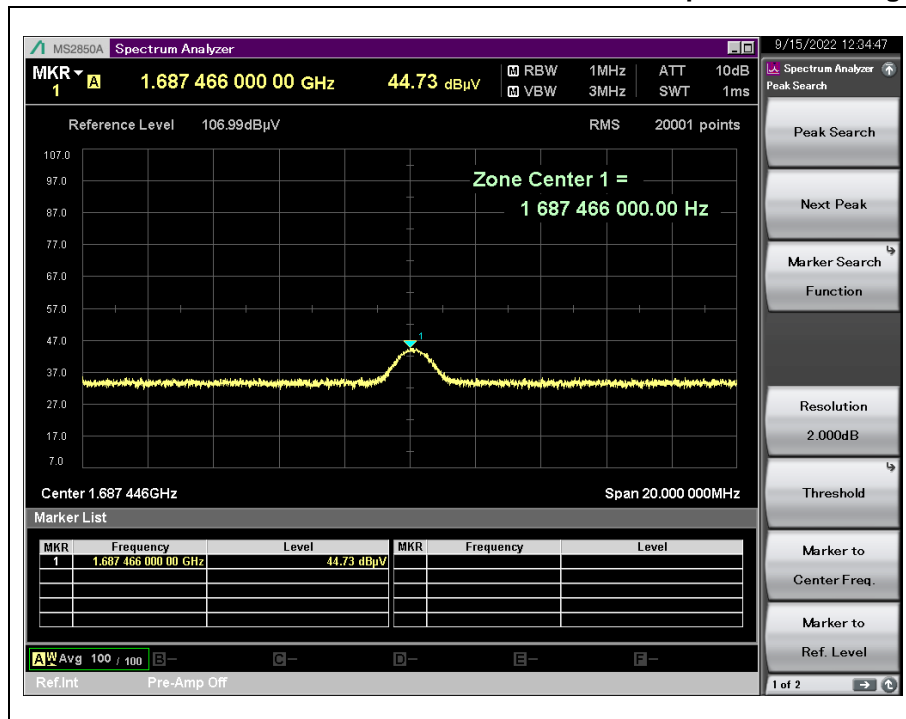 MS2850A Spectrum Analyzer 9/15/2022 12:34:47
MKR 1 A 1.687 466 000 00 GHz 44.73 dBµV
M RBW 1MHz ATT 10dB
M VBW 3MHz SWT 1ms
Spectrum Analyzer
Peak Search
Reference Level 106.99dBµV RMS 20001 points
107.0
97.0
87.0
77.0
67.0
57.0
47.0
37.0
27.0
17.0
7.0
Zone Center 1 =
1 687 466 000.00 Hz
1
Center 1.687 446GHz Span 20.000 000MHz
Marker List
MKR Frequency Level MKR Frequency Level
1 1.687 466 000 00 GHz 44.73 dBµV
A W Avg 100 / 100 B - C - D - E - F -
Ref.Int Pre-Amp Off
Peak Search
Next Peak
Marker Search
Function
Resolution
2.000dB
Threshold
Marker to
Center Freq.
Marker to
Ref. Level
1 of 2